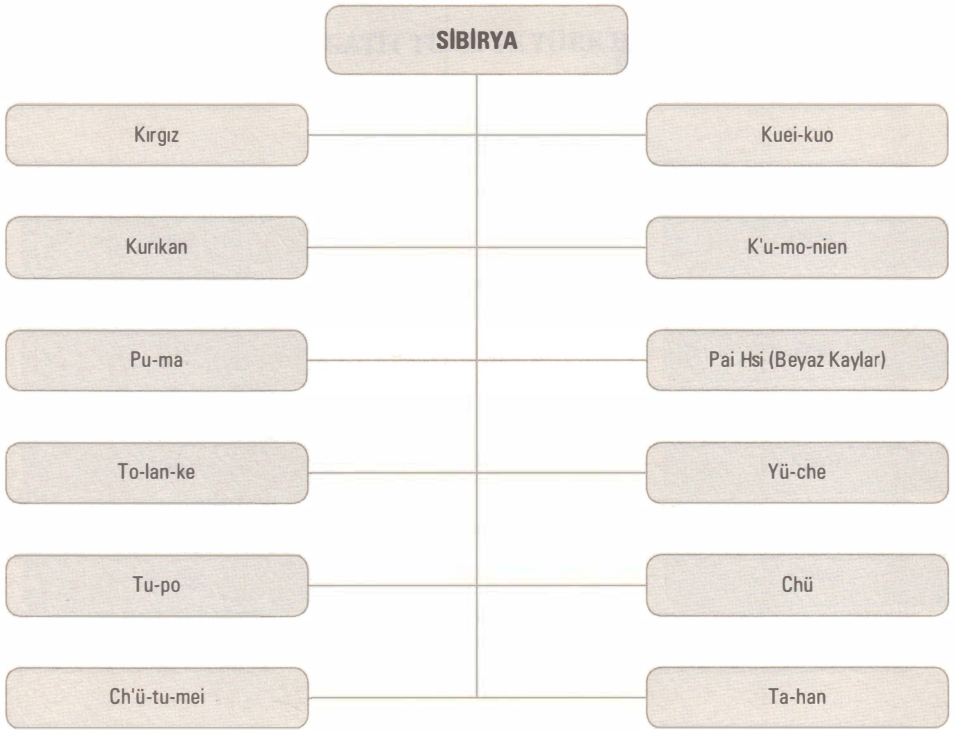 SİBİRYA
Kırgız
Kuei-kuo
Kurıkan
K'u-mo-nien
Pu-ma
Pai Hsi (Beyaz Kaylar)
To-lan-ke
Yü-che
Tu-po
Chü
Ch'ü-tu-mei
Ta-han